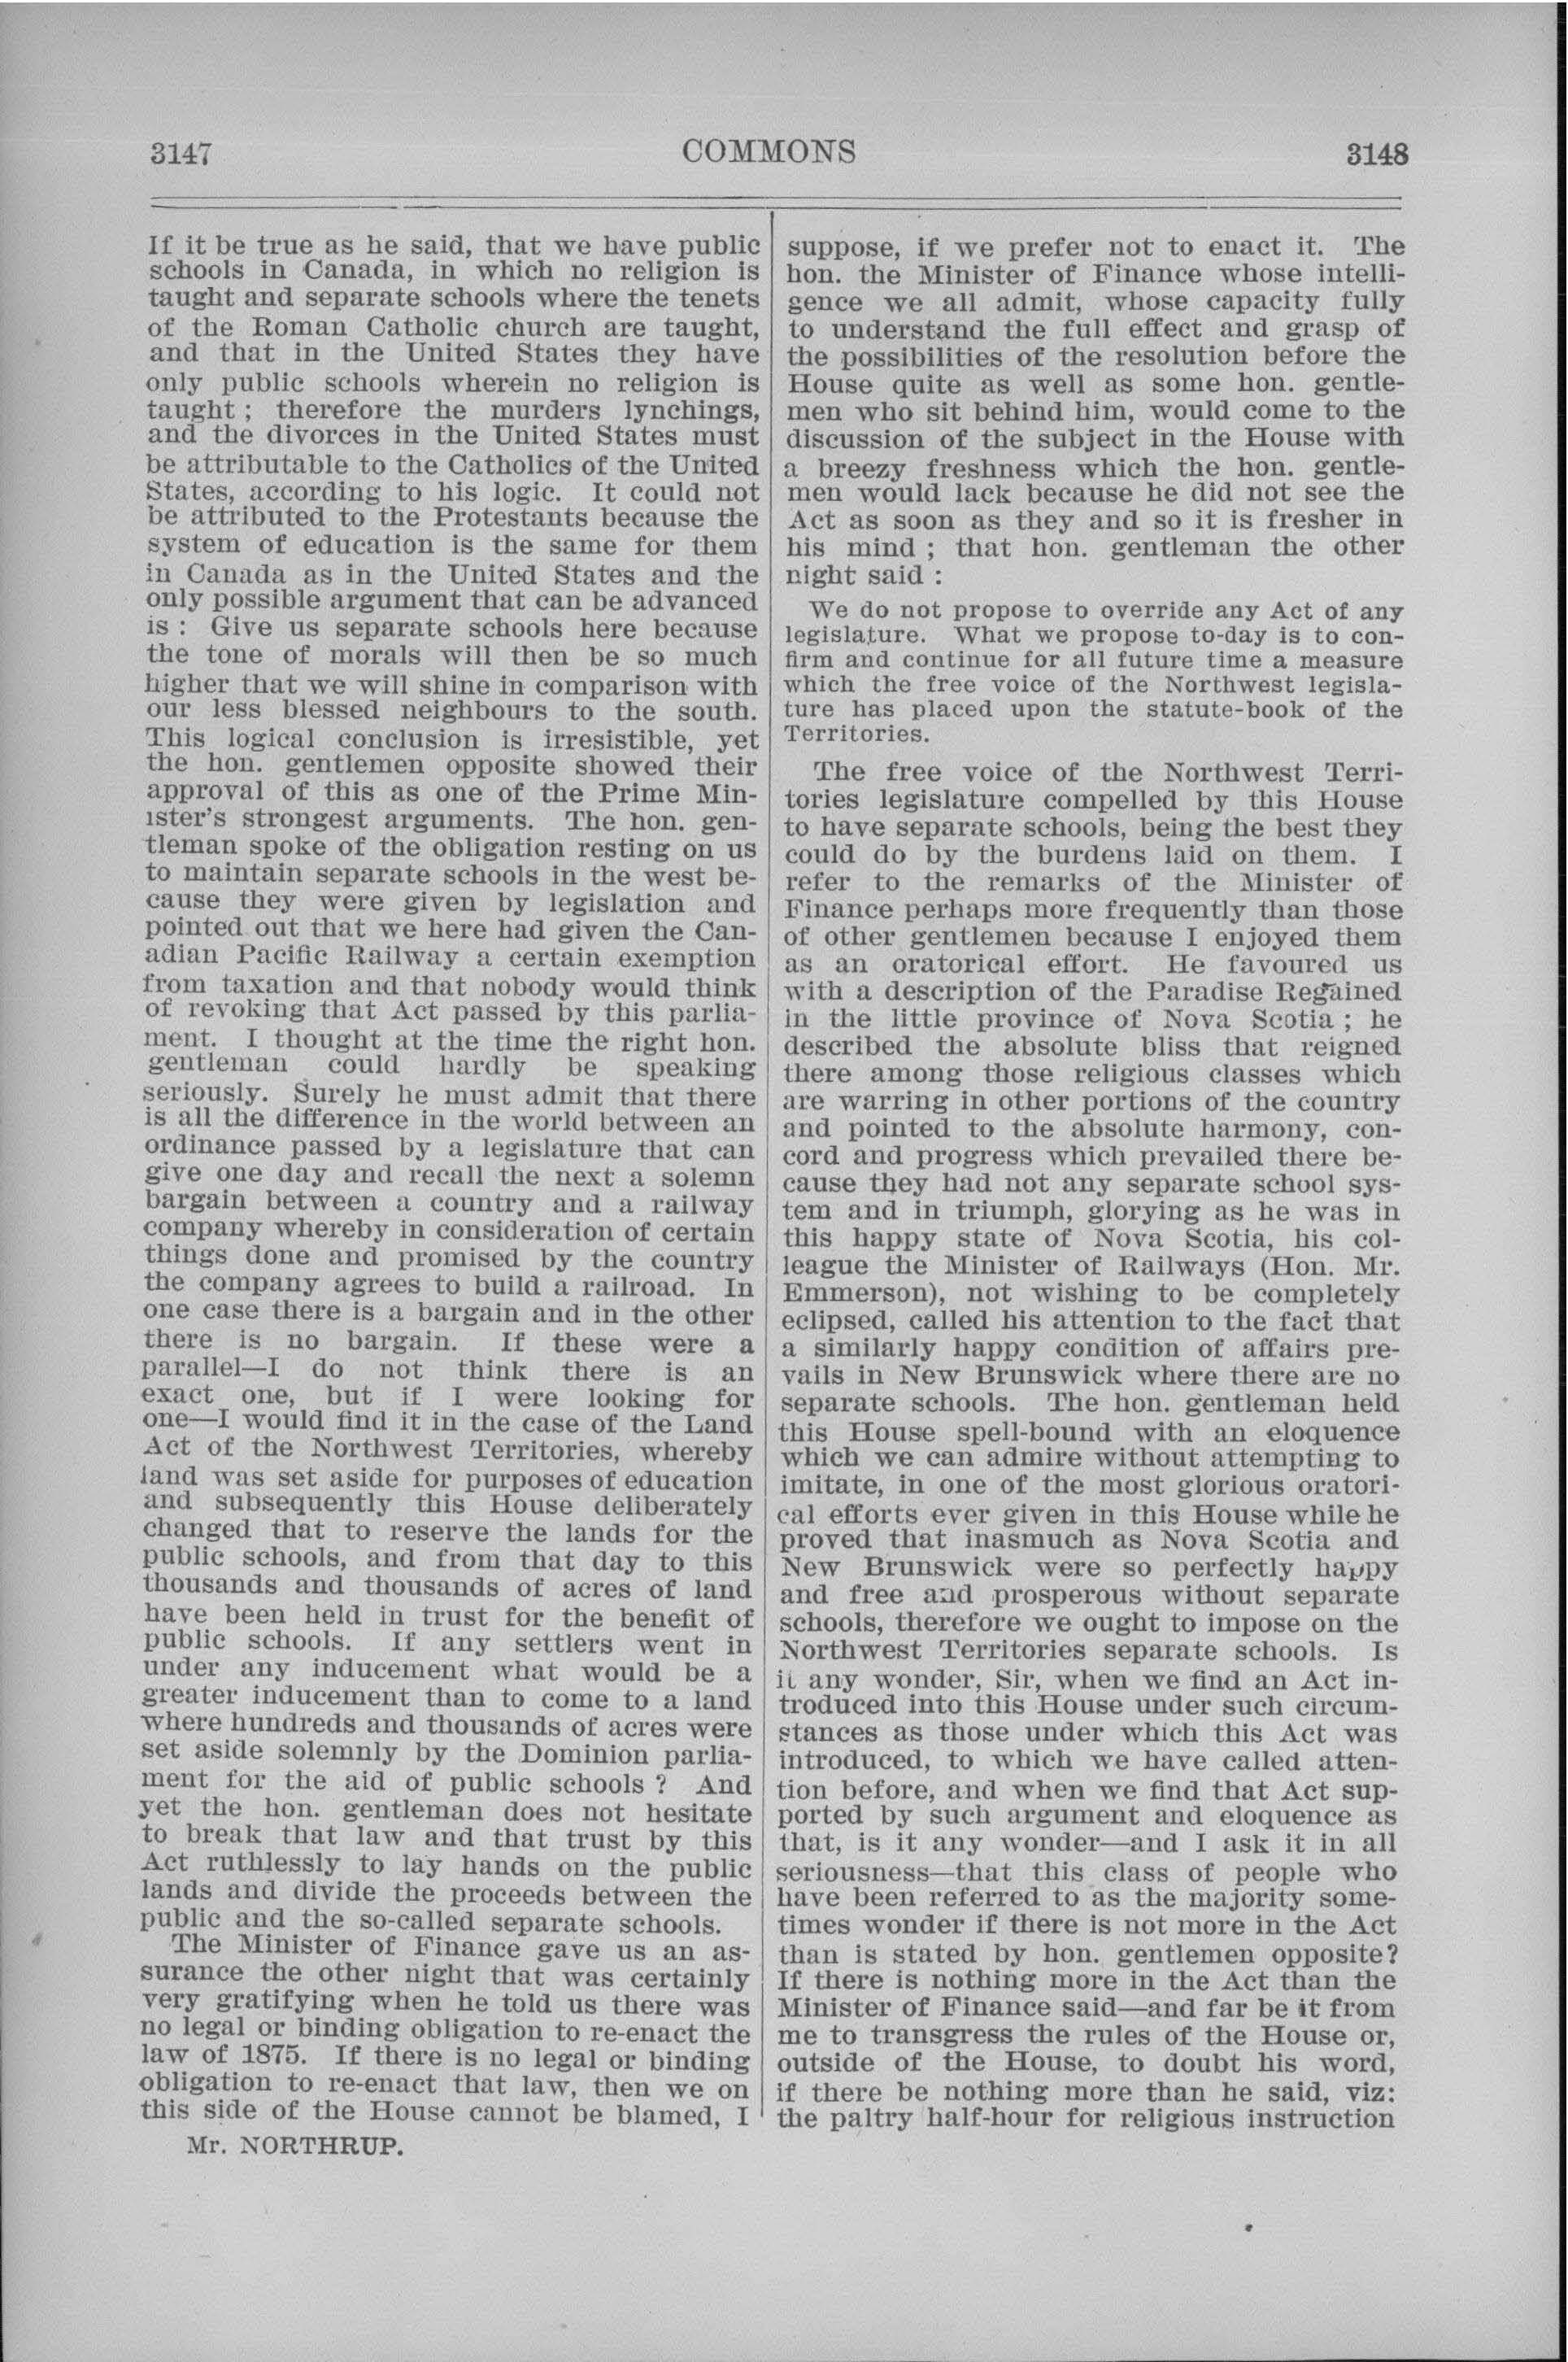 3147
COMMONS
3148
If it be true as he said, that we have public
schools in Canada, in which no religion is
taught and separate schools where the tenets
of the Roman Catholic church are taught,
and that in the United States they have
only public schools wherein no religion is
taught ; therefore the murders lynchings,
and the divorces in the United States must
be attributable to the Catholics of the United
States, according to his logic. It could not
be attributed to the Protestants because the
system of education is the same for them
in Canada as in the United States and the
only possible argument that can be advanced
is : Give us separate schools here because
the tone of morals will then be so much
higher that we will shine in comparison with
our less blessed neighbours to the south.
This logical conclusion is irresistible, yet
the hon. gentlemen opposite showed their
approval of this as one of the Prime Min-
ister's strongest arguments. The hon. gen-
tleman spoke of the obligation resting on us
to maintain separate schools in the west be-
cause they were given by legislation and
pointed out that we here had given the Can-
adian Pacific Railway a certain exemption
from taxation and that nobody would think
of revoking that Act passed by this parlia-
ment. I thought at the time the right hon.
gentleman could hardly be speaking
seriously. Surely he must admit that there
is all the difference in the world between an
ordinance passed by a legislature that can
give one day and recall the next a solemn
bargain between a country and a railway
company whereby in consideration of certain
things done and promised by the country
the company agrees to build a railroad. In
one case there is a bargain and in the other
there is no bargain. If these were a
parallel—I do not think there is an
exact one, but if I were looking for
one—I would find it in the case of the Land
Act of the Northwest Territories, whereby
land was set aside for purposes of education
and subsequently this House deliberately
changed that to reserve the lands for the
public schools, and from that day to this
thousands and thousands of acres of land
have been held in trust for the benefit of
public schools. If any settlers went in
under any inducement what would be a
greater inducement than to come to a land
where hundreds and thousands of acres were
set aside solemnly by the Dominion parlia-
ment for the aid of public schools ? And
yet the hon. gentleman does not hesitate
to break that law and that trust by this
Act ruthlessly to lay hands on the public
lands and divide the proceeds between the
public and the so-called separate schools.
The Minister of Finance gave us an as-
surance the other night that was certainly
very gratifying when he told us there was
no legal or binding obligation to re-enact the
law of 1875. If there is no legal or binding
obligation to re-enact that law, then we on
this side of the House cannot be blamed, I
Mr. NORTHRUP.
suppose, if we prefer not to enact it. The
hon. the Minister of Finance whose intelli-
gence we all admit, whose capacity fully
to understand the full effect and grasp of
the possibilities of the resolution before the
House quite as well as some hon. gentle-
men who sit behind him, would come to the
discussion of the subject in the House with
a breezy freshness which the hon. gentle-
men would lack because he did not see the
Act as soon as they and so it is fresher in
his mind ; that hon. gentleman the other
night said :
We do not propose to override any Act of any
legislature. What we propose to-day is to con-
firm and continue for all future time a measure
which the free voice of the Northwest legisla-
ture has placed upon the statute-book of the
Territories.
The free voice of the Northwest Terri-
tories legislature compelled by this House
to have separate schools, being the best they
could do by the burdens laid on them. I
refer to the remarks of the Minister of
Finance perhaps more frequently than those
of other gentlemen because I enjoyed them
as an oratorical effort. He favoured us
with a description of the Paradise Regained
in the little province of Nova Scotia ; he
described the absolute bliss that reigned
there among those religious classes which
are warring in other portions of the country
and pointed to the absolute harmony, con-
cord and progress which prevailed there be-
cause they had not any separate school sys-
tem and in triumph, glorying as he was in
this happy state of Nova Scotia, his col-
league the Minister of Railways (Hon. Mr.
Emmerson), not wishing to be completely
eclipsed, called his attention to the fact that
a similarly happy condition of affairs pre-
vails in New Brunswick where there are no
separate schools. The hon. gentleman held
this House spell-bound with an eloquence
which we can admire without attempting to
imitate, in one of the most glorious oratori-
cal efforts ever given in this House while he
proved that inasmuch as Nova Scotia and
New Brunswick were so perfectly happy
and free and prosperous without separate
schools, therefore we ought to impose on the
Northwest Territories separate schools. Is
it any wonder, Sir, when we find an Act in-
troduced into this House under such circum-
stances as those under which this Act was
introduced, to which we have called atten-
tion before, and when we find that Act sup-
ported by such argument and eloquence as
that, is it any wonder—and I ask it in all
seriousness—that this class of people who
have been referred to as the majority some-
times wonder if there is not more in the Act
than is stated by hon. gentlemen opposite?
If there is nothing more in the Act than the
Minister of Finance said—and far be it from
me to transgress the rules of the House or,
outside of the House, to doubt his word,
if there be nothing more than he said, viz:
the paltry half-hour for religious instruction